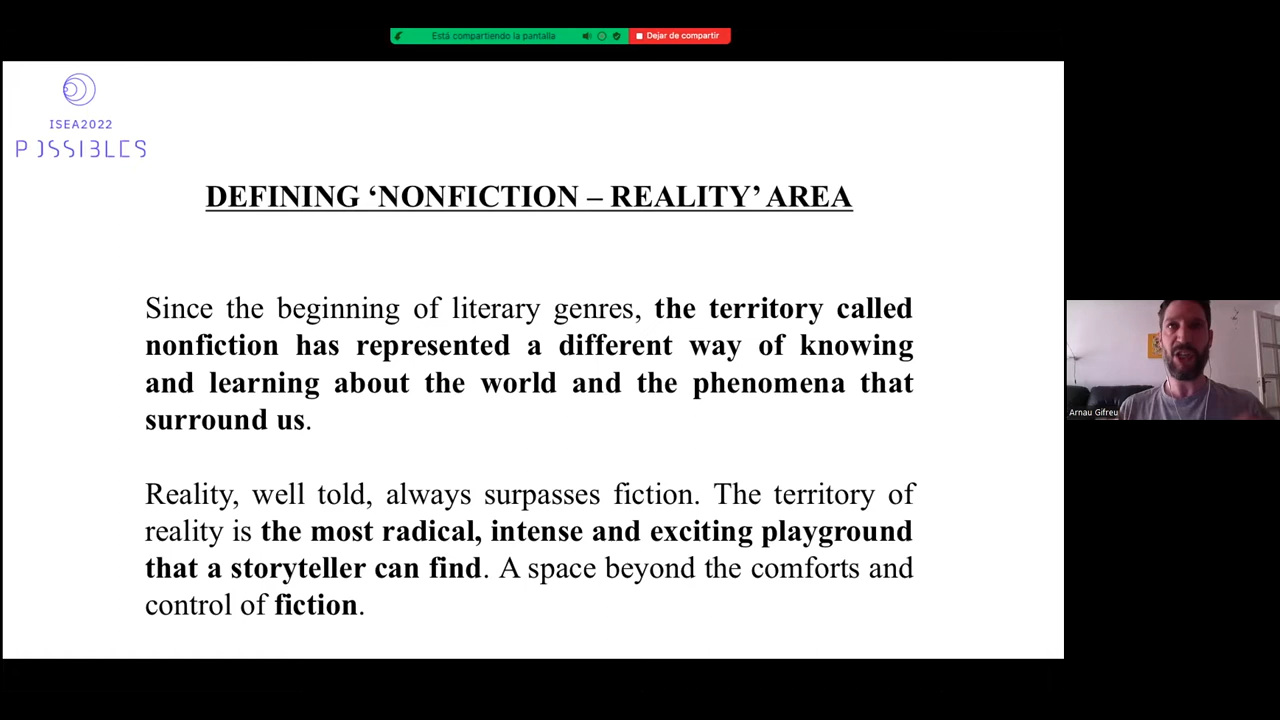 Está compartiendo la pantalla
Dejar de compartir
ISEA2022
POSSIBLES
DEFINING ‘NONFICTION – REALITY’ AREA
Since the beginning of literary genres, the territory called
nonfiction has represented a different way of knowing
and learning about the world and the phenomena that
surround us.
Reality, well told, always surpasses fiction. The territory of
reality is the most radical, intense and exciting playground
that a storyteller can find. A space beyond the comforts and
control of fiction.
Arnau Gifreu